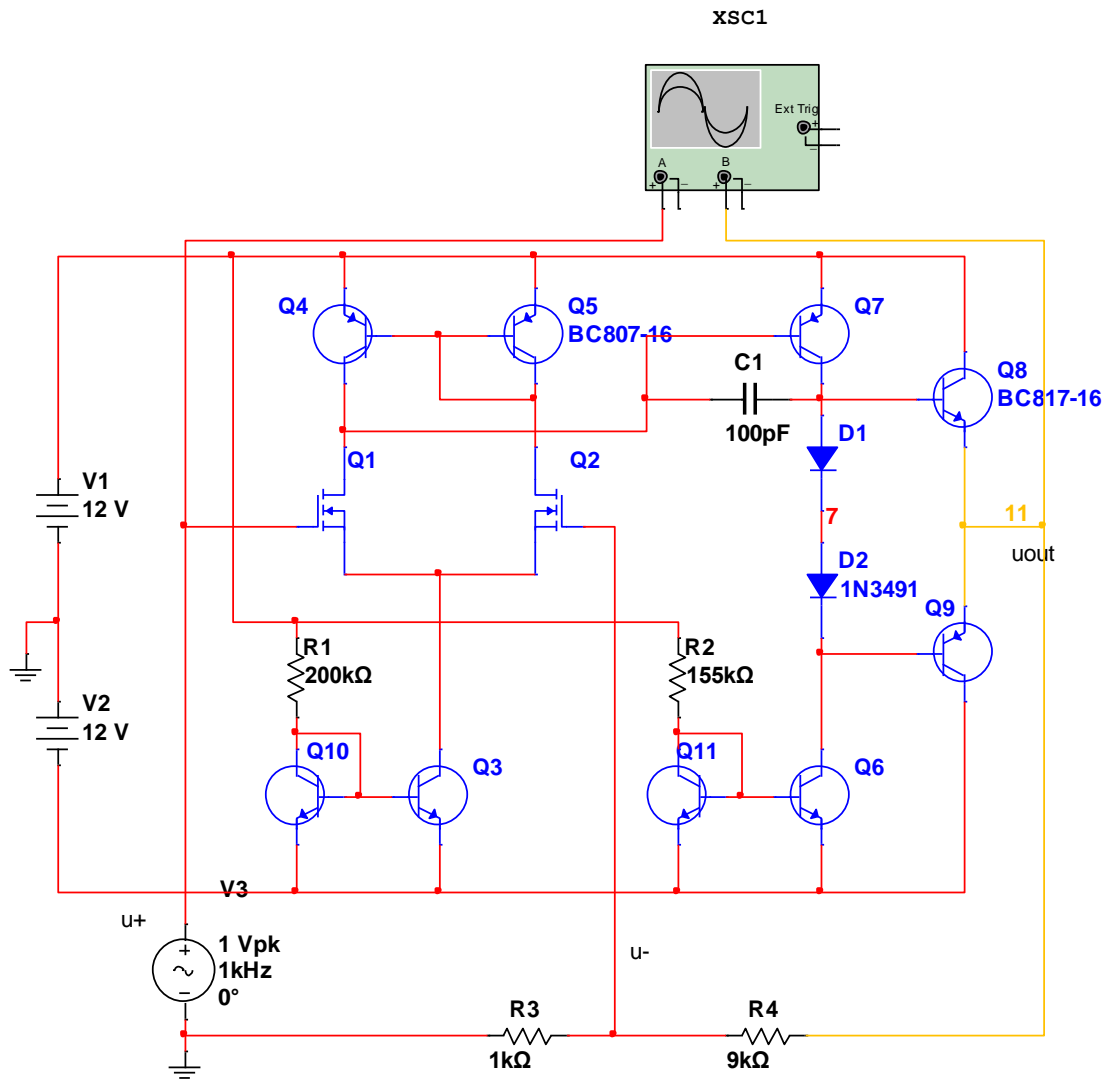 XSC1
Ext Trig
+
_
A
B
+ _ + _
Q4
Q5
BC807-16
Q7
C1
100pF
Q8
BC817-16
D1
Q1
Q2
V1
12 V
7
11
uout
D2
1N3491
Q9
R1
200kΩ
R2
155kΩ
V2
12 V
Q10
Q3
Q11
Q6
V3
u+
1 Vpk
1kHz
0°
u-
R3
1kΩ
R4
9kΩ